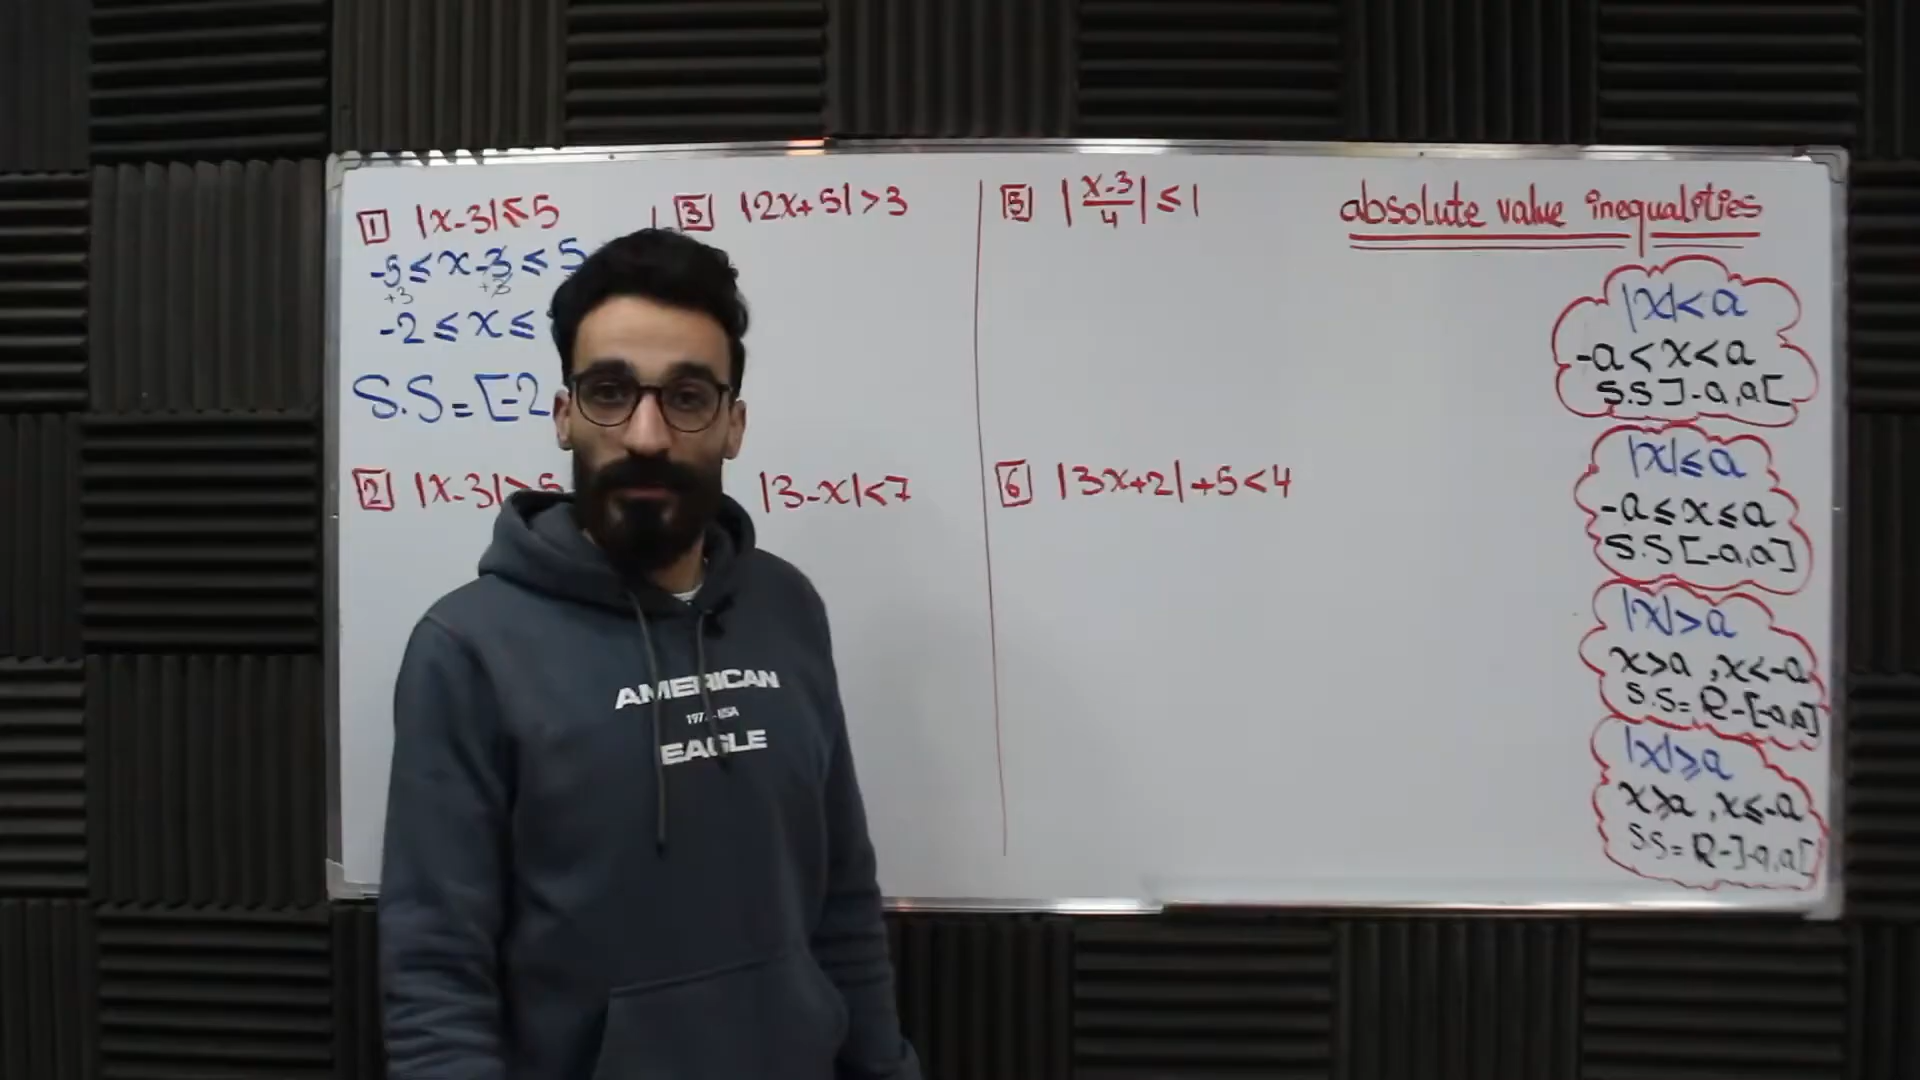 1 |x-3|≤5
-5≤x-3≤5
+3 +3
-2≤x≤
S.S=[-2
2 |x-3|>5
3 |2x+5|>3
|3-x|<7
5 |x-3/4|≤1
6 |3x+2|+5<4
absolute value inequalities
|x|<a
-a<x<a
S.S ]-a,a[
|x|≤a
-a≤x≤a
S.S [-a,a]
|x|>a
x>a ,x<-a
S.S=R-[-a,a]
|x|≥a
x≥a ,x≤-a
S.S=R-]-a,a[
AMERICAN
EAGLE